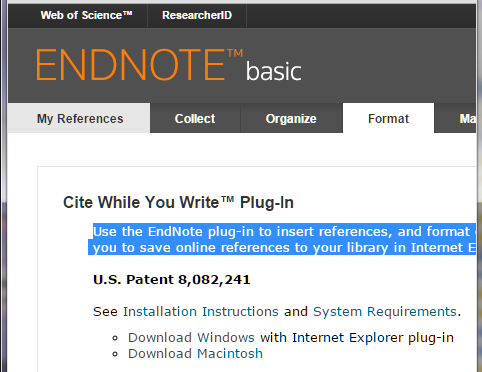 Web of Science™ ResearcherID
ENDNOTE™ basic
My References Collect Organize Format Ma
Cite While You Write™ Plug-In
Use the EndNote plug-in to insert references, and format
you to save online references to your library in Internet E
U.S. Patent 8,082,241
See Installation Instructions and System Requirements.
Download Windows with Internet Explorer plug-in
Download Macintosh